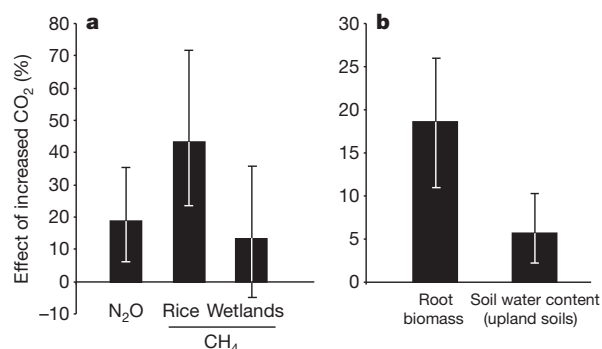 a
Effect of increased CO₂ (%)
80
70
60
50
40
30
20
10
0
–10
N₂O Rice Wetlands
CH₄
b
30
25
20
15
10
5
0
Root biomass
Soil water content
(upland soils)